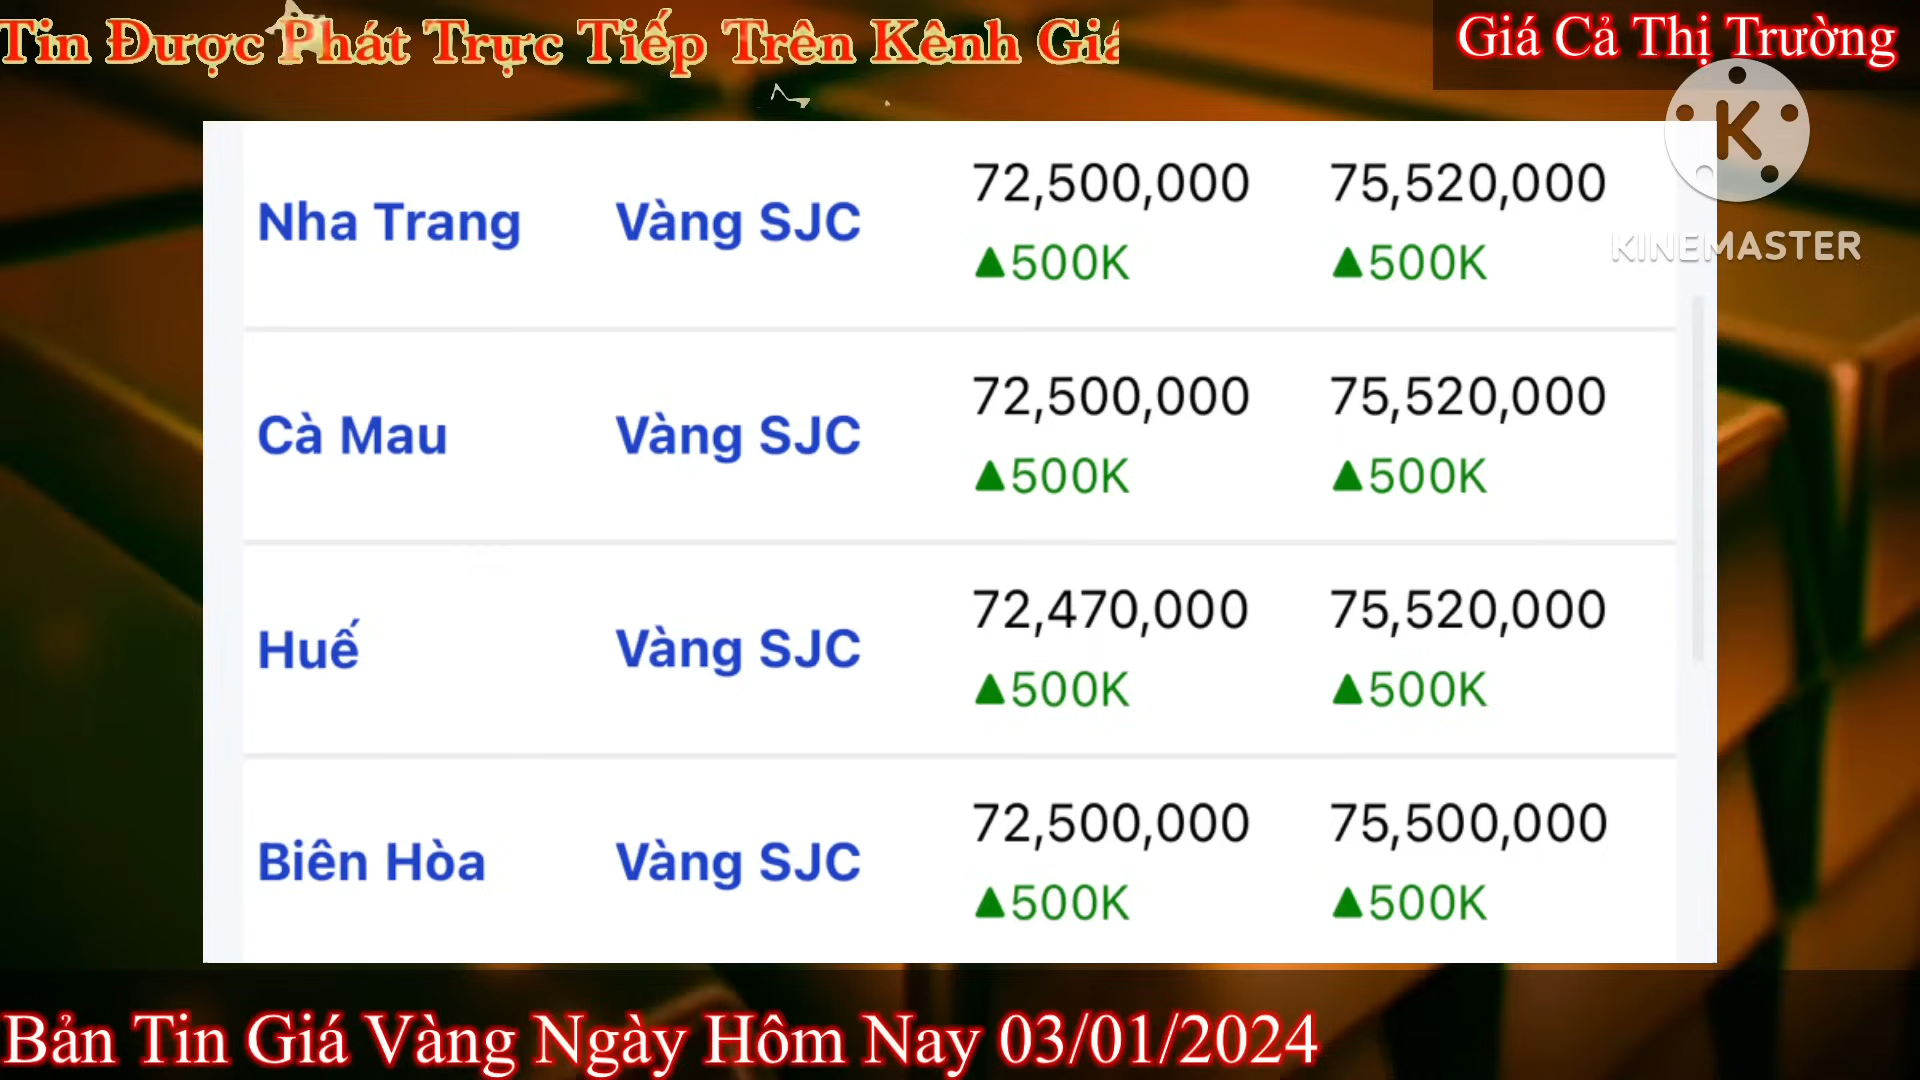 Tin Được Phát Trực Tiếp Trên Kênh Giá
Giá Cả Thị Trường
K
KINEMASTER
Nha Trang Vàng SJC 72,500,000 75,520,000
▲500K ▲500K
Cà Mau Vàng SJC 72,500,000 75,520,000
▲500K ▲500K
Huế Vàng SJC 72,470,000 75,520,000
▲500K ▲500K
Biên Hòa Vàng SJC 72,500,000 75,500,000
▲500K ▲500K
Bản Tin Giá Vàng Ngày Hôm Nay 03/01/2024